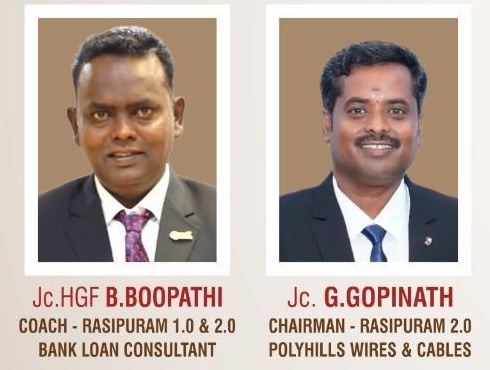 Jc.HGF B.BOOPATHI
COACH - RASIPURAM 1.0 & 2.0
BANK LOAN CONSULTANT
Jc. G.GOPINATH
CHAIRMAN - RASIPURAM 2.0
POLYHILLS WIRES & CABLES